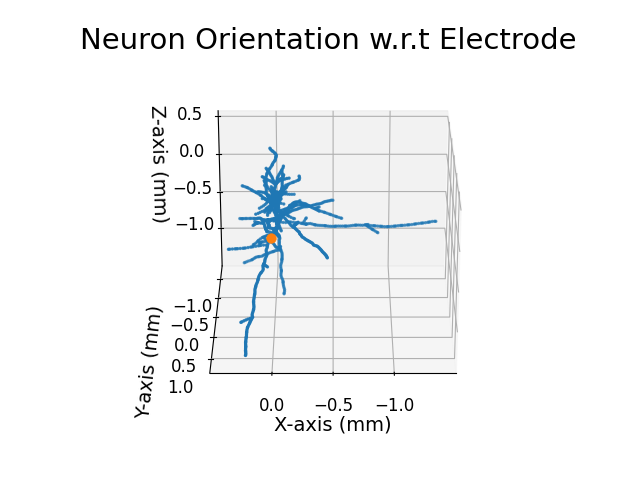 Neuron Orientation w.r.t Electrode
Z-axis (mm)
0.5
0.0
−0.5
−1.0
Y-axis (mm)
−1.0
−0.5
0.0
0.5
1.0
0.0 −0.5 −1.0
X-axis (mm)